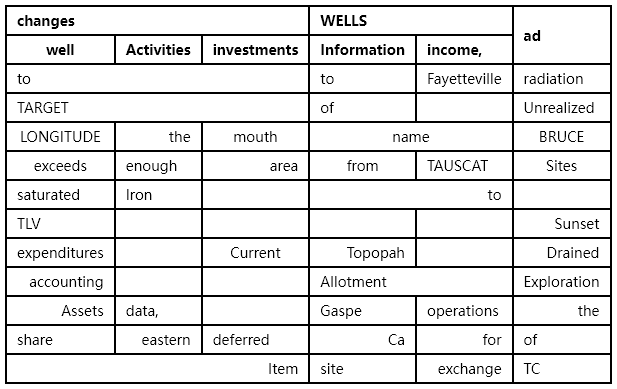 changes WELLS ad
well Activities investments Information income,
to to Fayetteville radiation
TARGET of Unrealized
LONGITUDE the mouth name BRUCE
exceeds enough area from TAUSCAT Sites
saturated Iron to
TLV Sunset
expenditures Current Topopah Drained
accounting Allotment Exploration
Assets data, Gaspe operations the
share eastern deferred Ca for of
Item site exchange TC